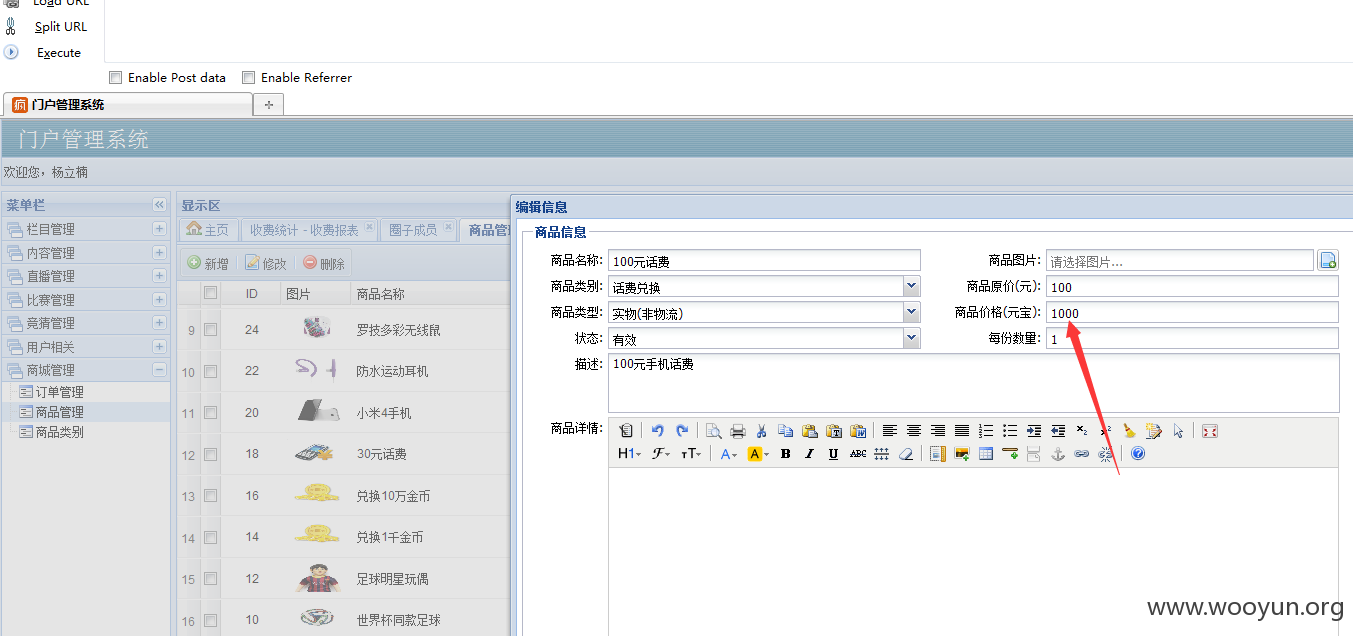 Load URL
Split URL
Execute
Enable Post data Enable Referrer
门户管理系统
门户管理系统
欢迎您，杨立楠
菜单栏
栏目管理
内容管理
直播管理
比赛管理
竞猜管理
用户相关
商城管理
订单管理
商品管理
商品类别
显示区
主页 收费统计 - 收费报表 圈子成员 商品管
新增 修改 删除
ID 图片 商品名称
9 24 罗技多彩无线鼠
10 22 防水运动耳机
11 20 小米4手机
12 18 30元话费
13 16 兑换10万金币
14 14 兑换1千金币
15 12 足球明星玩偶
16 10 世界杯同款足球
编辑信息
商品信息
商品名称: 100元话费 商品图片: 请选择图片...
商品类别: 话费兑换 商品原价(元): 100
商品类型: 实物(非物流) 商品价格(元宝): 1000
状态: 有效 每份数量: 1
描述: 100元手机话费
商品详情:
www.wooyun.org